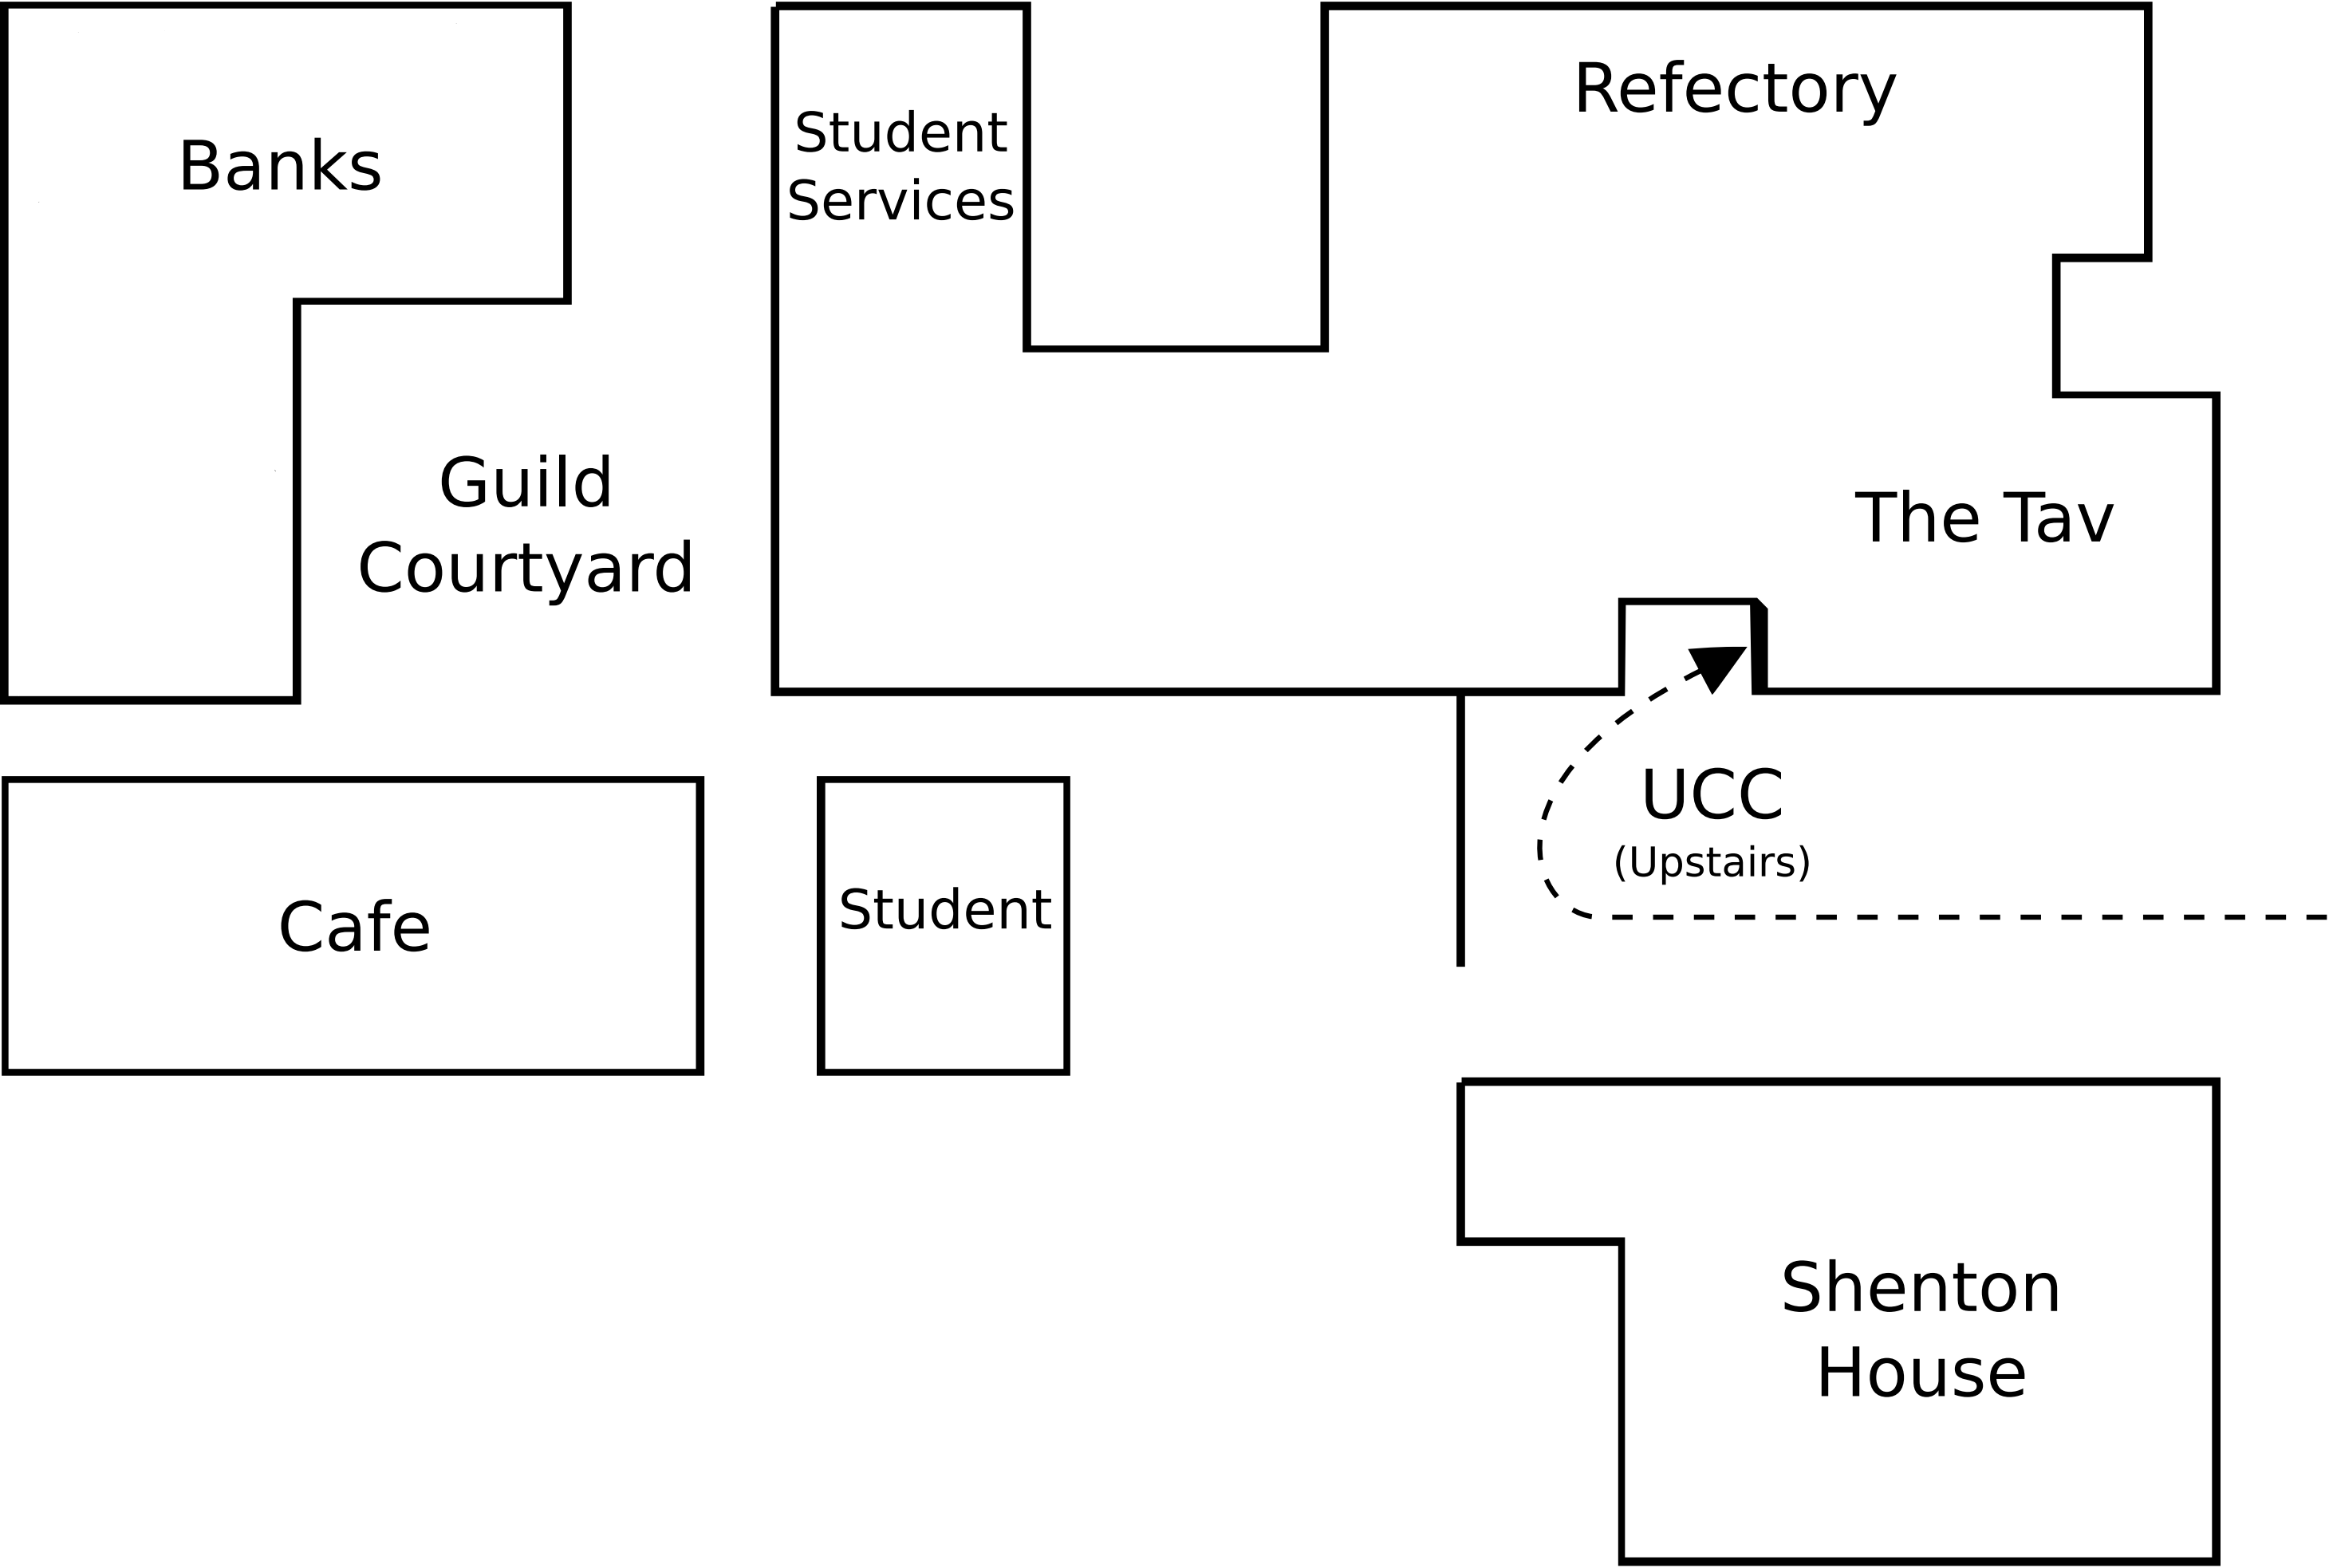 Banks
Student
Services
Refectory
Guild
Courtyard
The Tav
UCC
(Upstairs)
Cafe
Student
Shenton
House